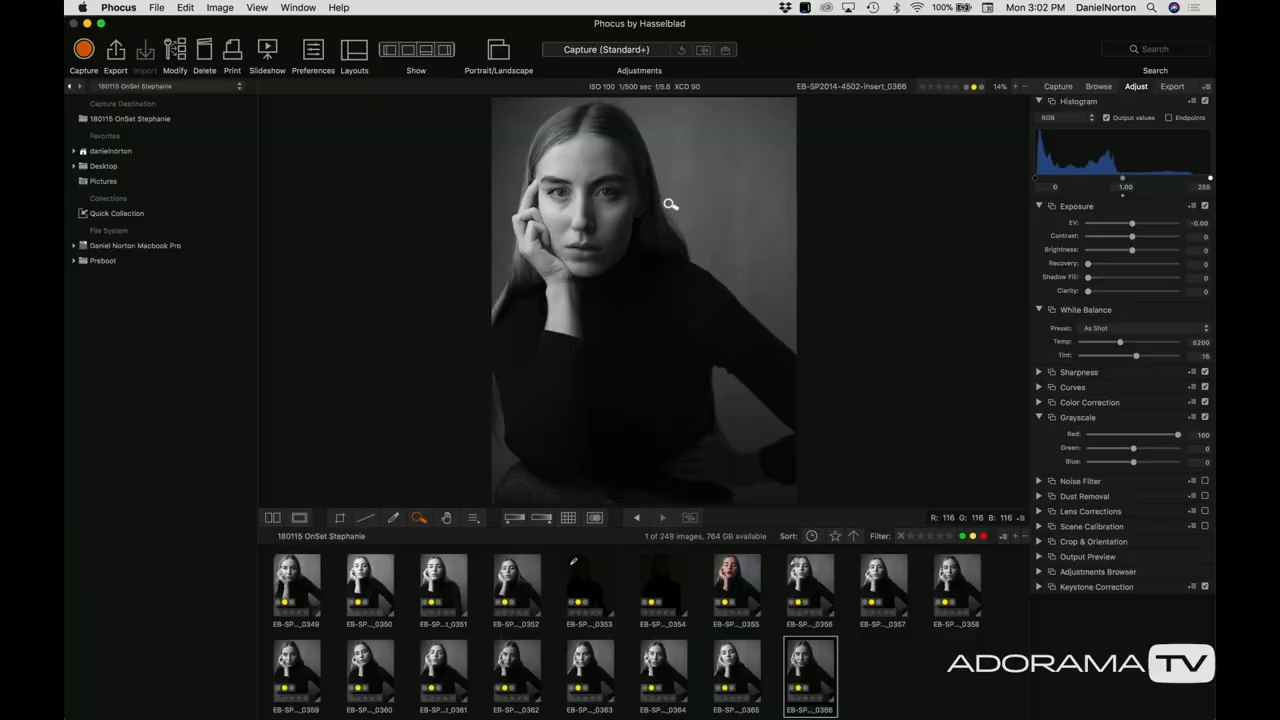 Phocus File Edit Image View Window Help
100% Mon 3:02 PM DanielNorton
Phocus by Hasselblad
Capture (Standard+)
Search
Capture Export Import Modify Delete Print Slideshow Preferences Layouts Show Portrait/Landscape Adjustments Search
180115 OnSet Stephanie
ISO 100 1/500 sec f/5.6 XCD 90
EB-SP2014-4502-Insert_0366
14% + −
Capture Browse Adjust Export
Capture Destination
180115 OnSet Stephanie
Favorites
danielnorton
Desktop
Pictures
Collections
Quick Collection
File System
Daniel Norton Macbook Pro
Preboot
Histogram
RGB Output values Endpoints
0 1.00 255
Exposure
EV: -0.00
Contrast: 0
Brightness: 0
Recovery: 0
Shadow Fill: 0
Clarity: 0
White Balance
Preset: As Shot
Temp: 6200
Tint: 16
Sharpness
Curves
Color Correction
Grayscale
Red: 100
Green: 0
Blue: 0
Noise Filter
Dust Removal
Lens Corrections
Scene Calibration
Crop & Orientation
Output Preview
Adjustments Browser
Keystone Correction
R: 116 G: 116 B: 116
180115 OnSet Stephanie
1 of 248 images, 764 GB available
Sort:
Filter:
EB-SP..._0349 EB-SP..._0350 EB-SP...t_0351 EB-SP..._0352 EB-SP..._0353 EB-SP..._0354 EB-SP..._0355 EB-SP..._0356 EB-SP..._0357 EB-SP..._0358
EB-SP..._0359 EB-SP..._0360 EB-SP...t_0361 EB-SP..._0362 EB-SP..._0363 EB-SP..._0364 EB-SP..._0365 EB-SP..._0366
ADORAMA TV